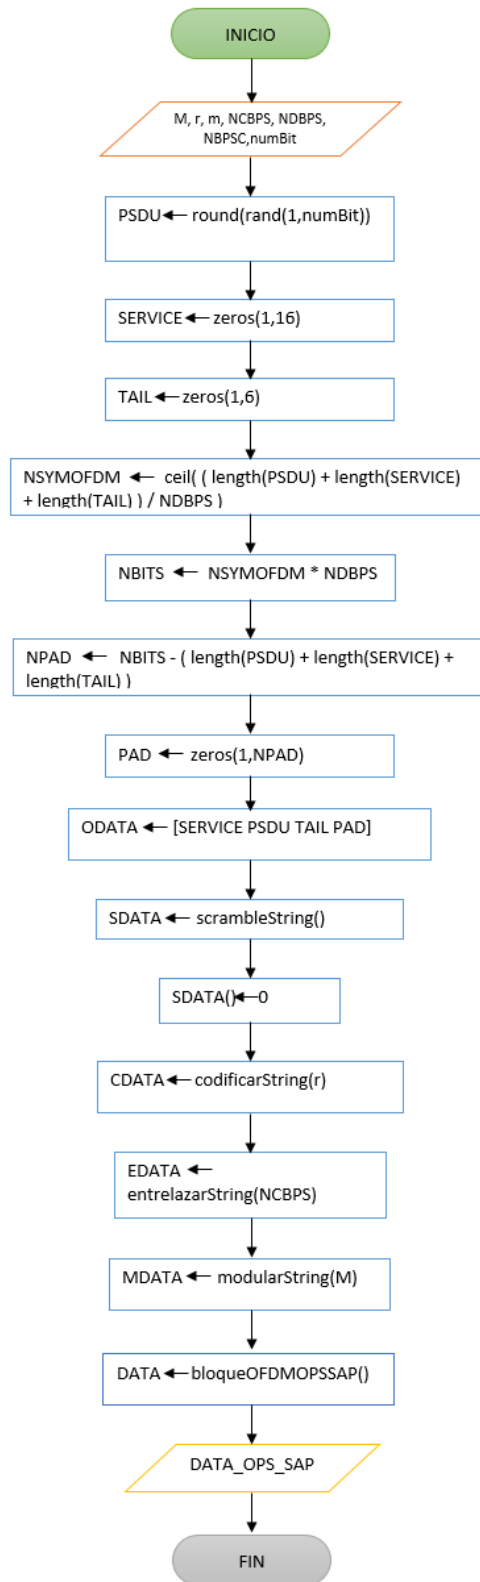 INICIO
M, r, m, NCBPS, NDBPS,
NBPSC,numBit
PSDU← round(rand(1,numBit))
SERVICE← zeros(1,16)
TAIL← zeros(1,6)
NSYMOFDM ← ceil( ( length(PSDU) + length(SERVICE)
+ length(TAIL) ) / NDBPS )
NBITS ← NSYMOFDM * NDBPS
NPAD ← NBITS - ( length(PSDU) + length(SERVICE) +
length(TAIL) )
PAD ← zeros(1,NPAD)
ODATA ← [SERVICE PSDU TAIL PAD]
SDATA ← scrambleString()
SDATA()←0
CDATA← codificarString(r)
EDATA ←
entrelazarString(NCBPS)
MDATA ← modularString(M)
DATA ←bloqueOFDMOPSSAP()
DATA_OPS_SAP
FIN